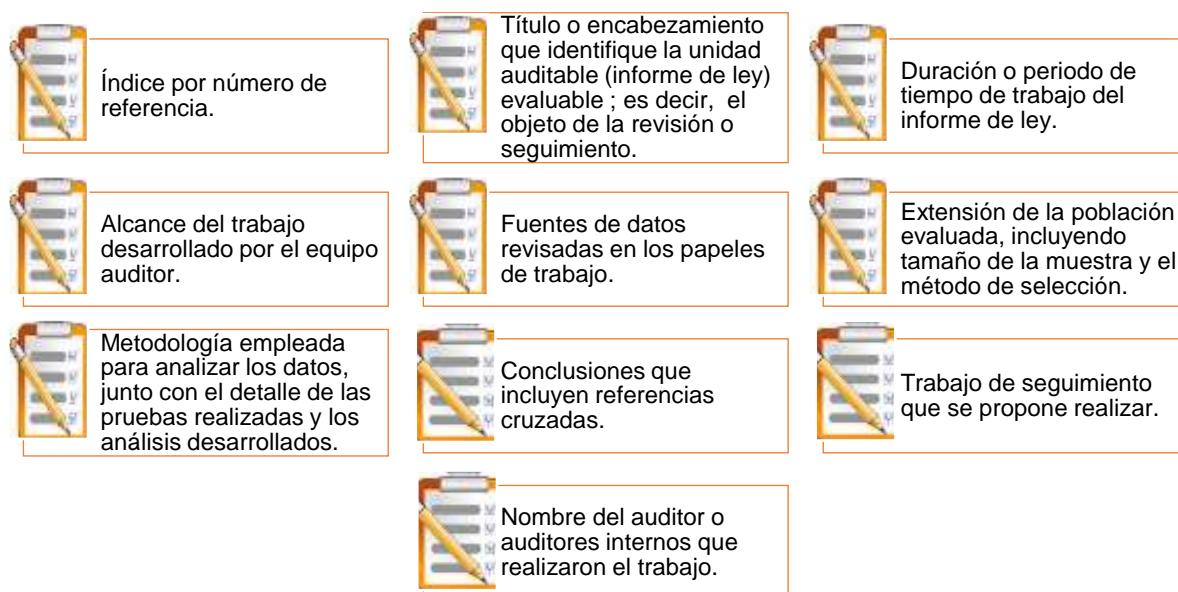 Índice por número de
referencia.
Título o encabezamiento
que identifique la unidad
auditable (informe de ley)
evaluable ; es decir, el
objeto de la revisión o
seguimiento.
Duración o periodo de
tiempo de trabajo del
informe de ley.
Alcance del trabajo
desarrollado por el equipo
auditor.
Fuentes de datos
revisadas en los papeles
de trabajo.
Extensión de la población
evaluada, incluyendo
tamaño de la muestra y el
método de selección.
Metodología empleada
para analizar los datos,
junto con el detalle de las
pruebas realizadas y los
análisis desarrollados.
Conclusiones que
incluyen referencias
cruzadas.
Trabajo de seguimiento
que se propone realizar.
Nombre del auditor o
auditores internos que
realizaron el trabajo.